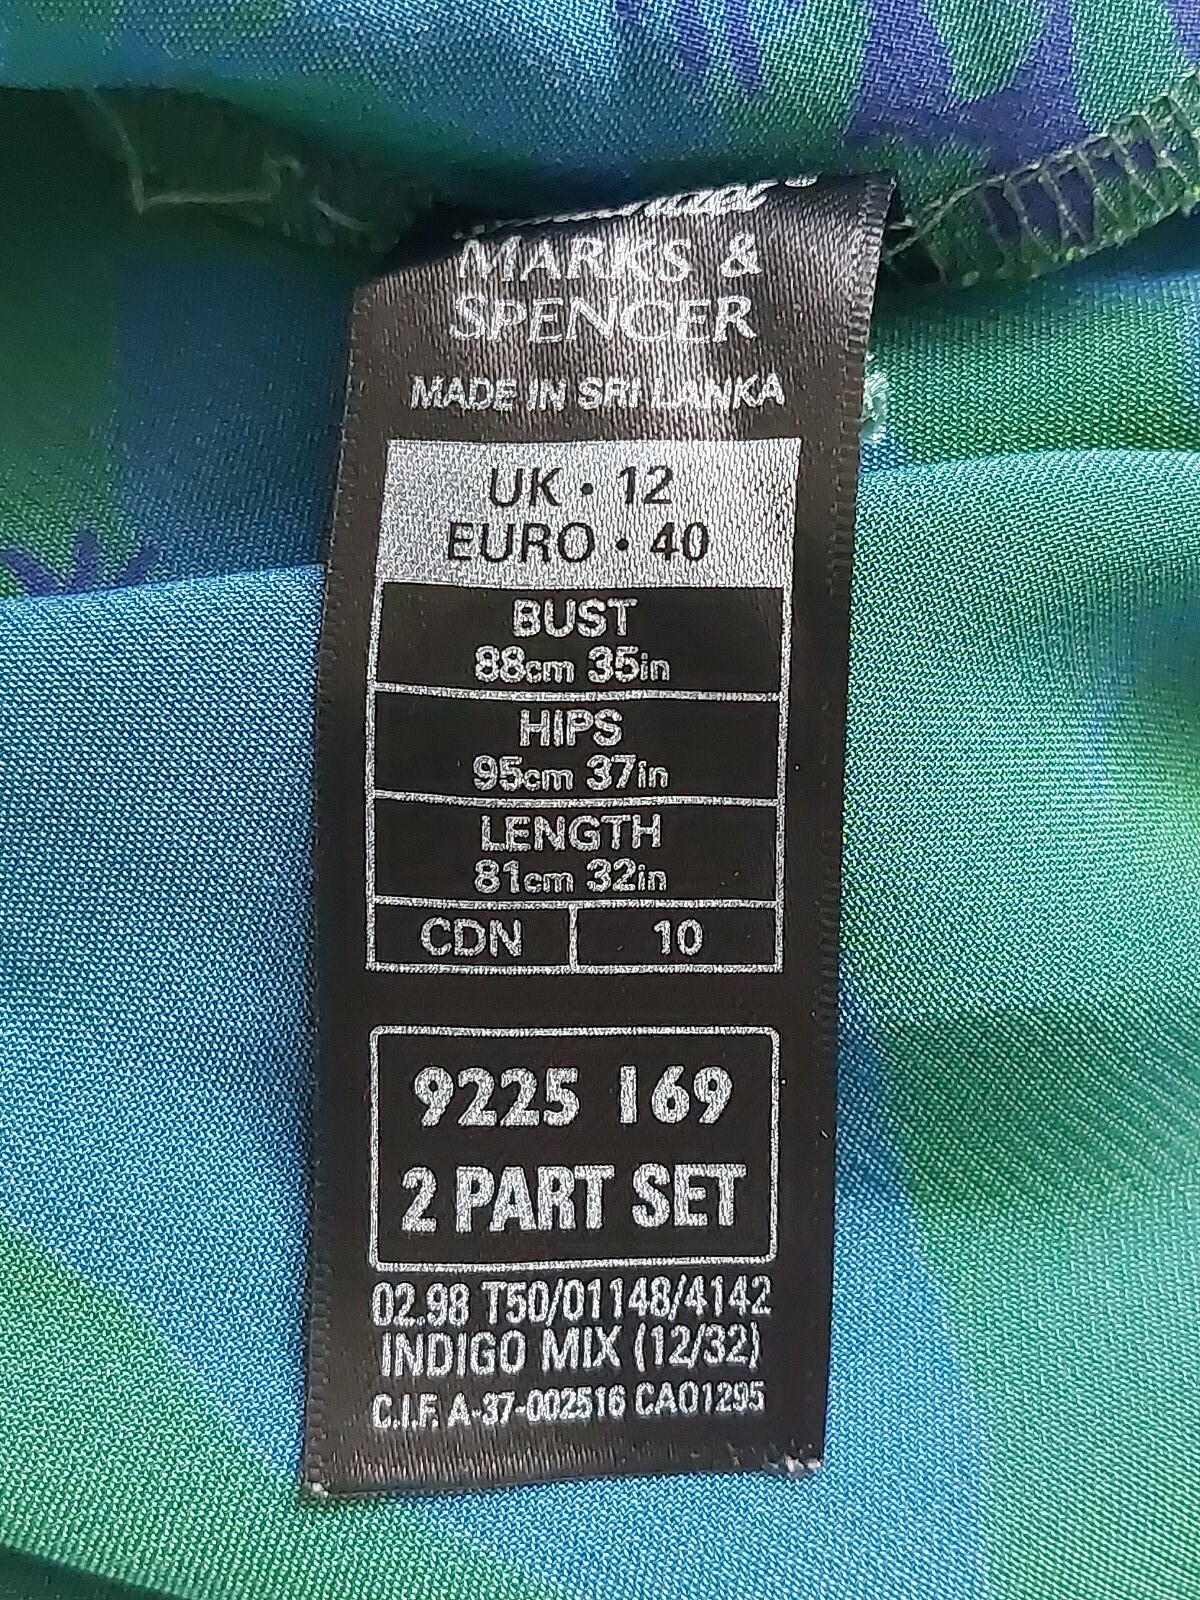 MARKS &
SPENCER
MADE IN SRI LANKA
UK • 12
EURO • 40
BUST
88cm 35in
HIPS
95cm 37in
LENGTH
81cm 32in
CDN 10
9225 169
2 PART SET
02.98 T50/01148/4142
INDIGO MIX (12/32)
C.I.F. A-37-002516 CA01295